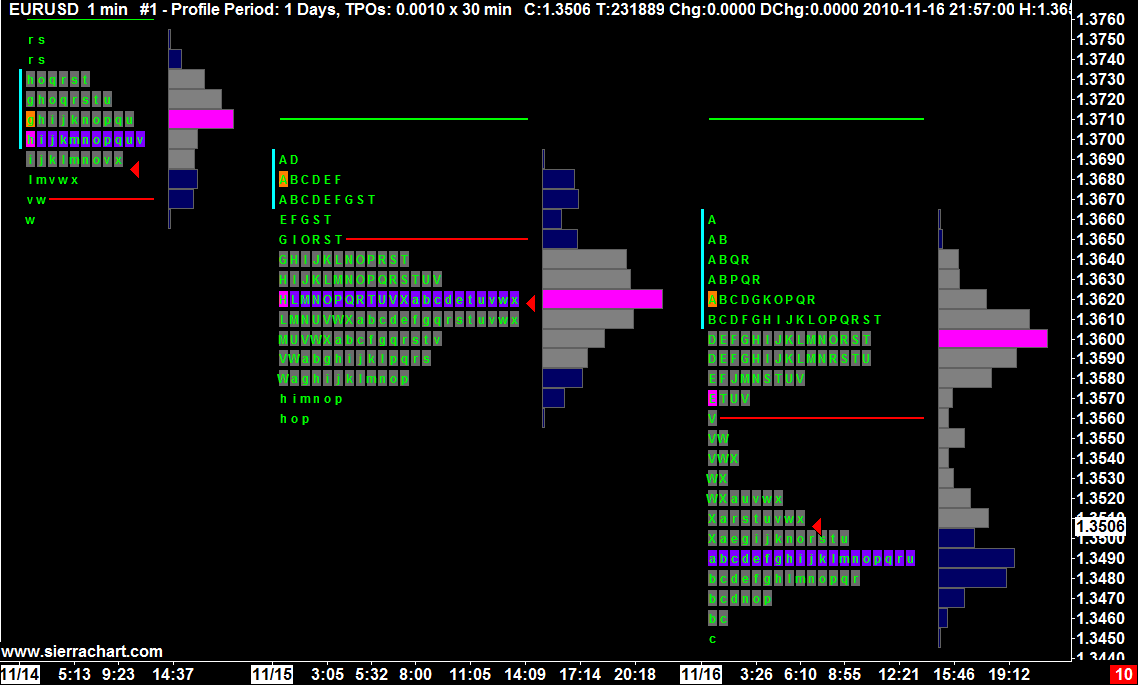 EURUSD 1 min #1 - Profile Period: 1 Days, TPOs: 0.0010 x 30 min C:1.3506 T:231889 Chg:0.0000 DChg:0.0000 2010-11-16 21:57:00 H:1.365
r s
r s
h o q r s t
g h o q r s t u
g h i j k n o p q u
h i j k m n o p q u v
i j k l m n o v x
l m v w x
v w
w
A D
A B C D E F
A B C D E F G S T
E F G S T
G I O R S T
G H I J K L N O P R S T
H I J K L M N O P Q R S T U V
H L M N O P Q R T U V X a b c d e t u v w x
L M N U V W X a b c d e f g q r s t u v w x
M U V W X a b c f g q r s t v
V W a b g h i j k l p q r s
W a g h i j k l m n o p
h i m n o p
h o p
A
A B
A B Q R
A B P Q R
A B C D G K O P Q R
B C D F G H I J K L O P Q R S T
D E F G H I J K L M N O R S T
D E F G H I J K L M N R S T U
E F J M N S T U V
E T U V
V
V W
V W X
W X
W X a u v w x
X a r s t u v w x
X a e g i j k n o r s t u
a b c d e f g h i j k l m n o p q r u
b c d e f g h l m n o p q r
b c d n o p
b c
c
1.3760
1.3750
1.3740
1.3730
1.3720
1.3710
1.3700
1.3690
1.3680
1.3670
1.3660
1.3650
1.3640
1.3630
1.3620
1.3610
1.3600
1.3590
1.3580
1.3570
1.3560
1.3550
1.3540
1.3530
1.3520
1.3506
1.3490
1.3480
1.3470
1.3460
1.3450
1.3440
www.sierrachart.com
11/14 5:13 9:23 14:37 11/15 3:05 5:32 8:00 11:05 14:09 17:14 20:18 11/16 3:26 6:10 8:55 12:21 15:46 19:12 10